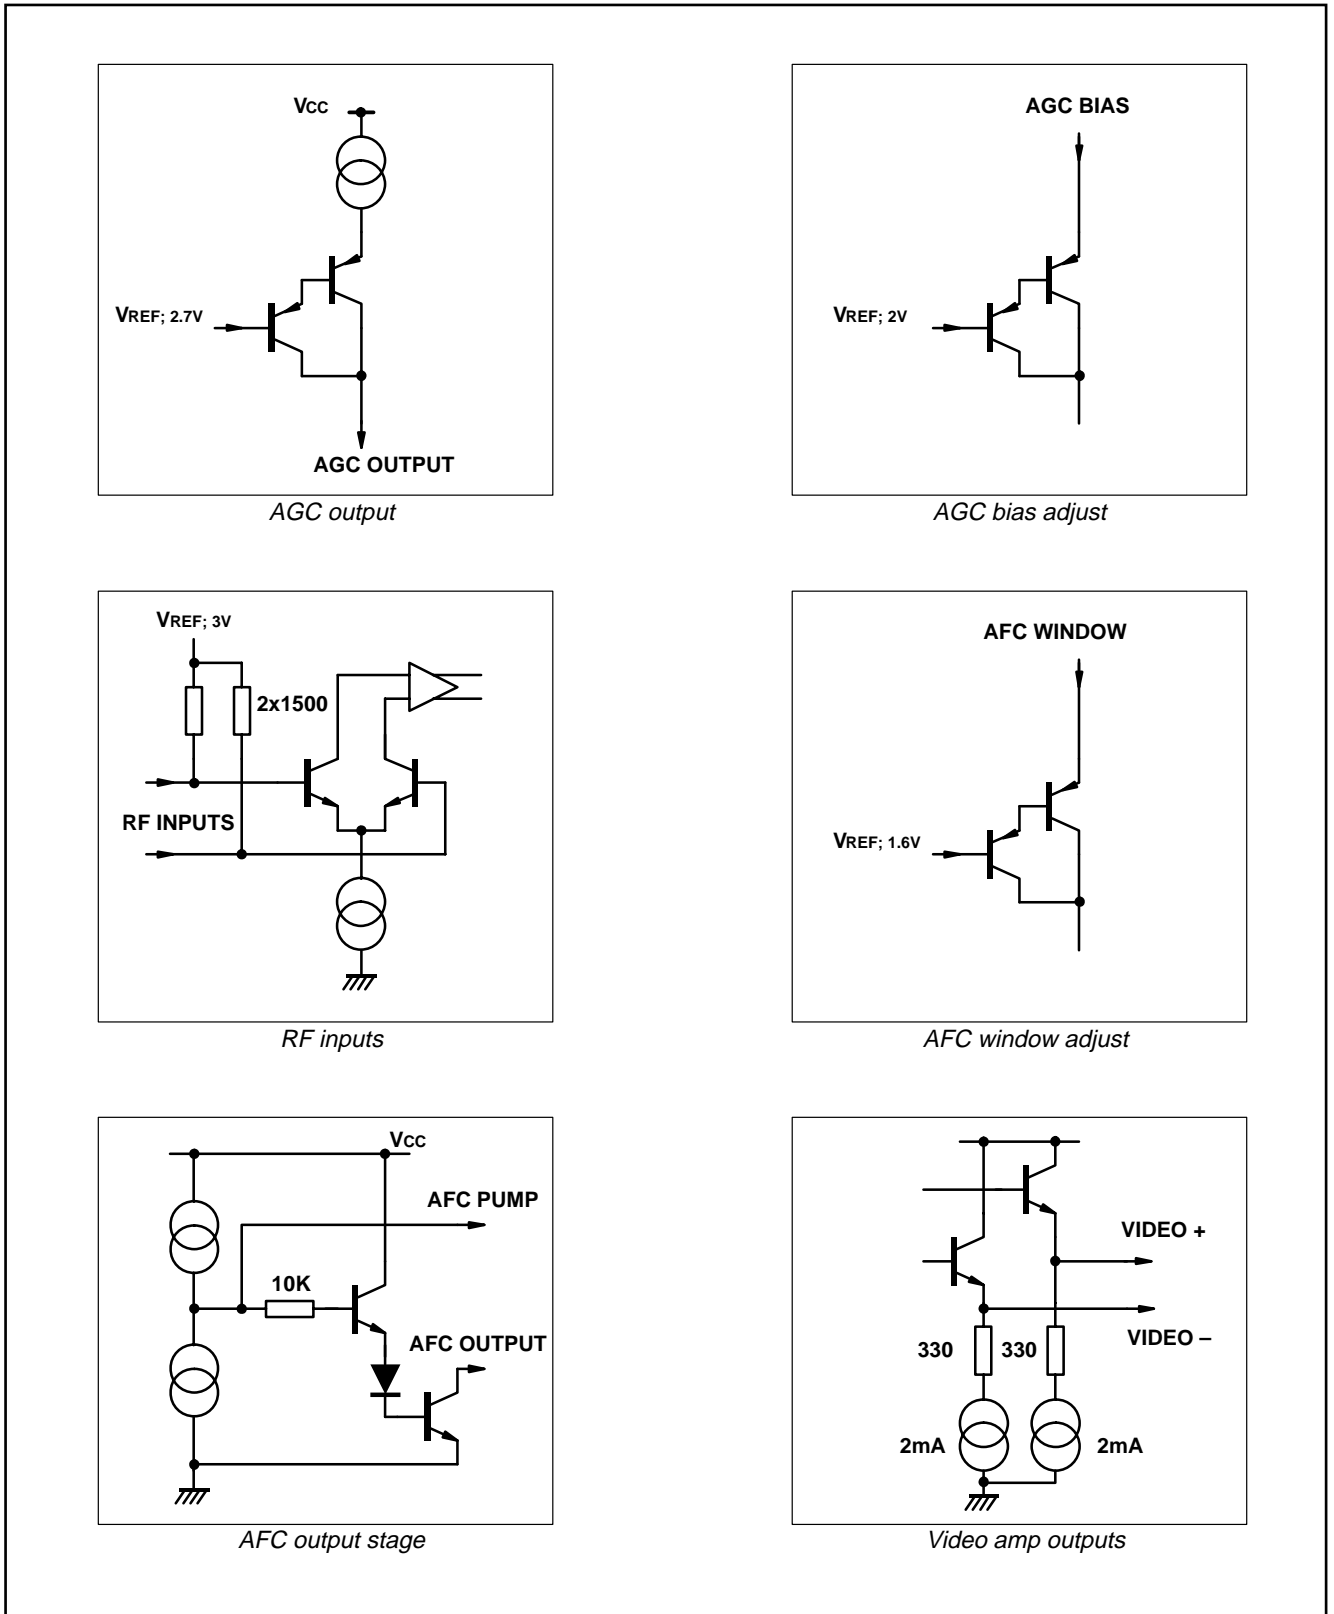 VCC
VREF; 2.7V
AGC OUTPUT
AGC output
AGC BIAS
VREF; 2V
AGC bias adjust
VREF; 3V
2x1500
RF INPUTS
RF inputs
AFC WINDOW
VREF; 1.6V
AFC window adjust
VCC
AFC PUMP
10K
AFC OUTPUT
AFC output stage
VIDEO +
VIDEO –
330 330
2mA 2mA
Video amp outputs